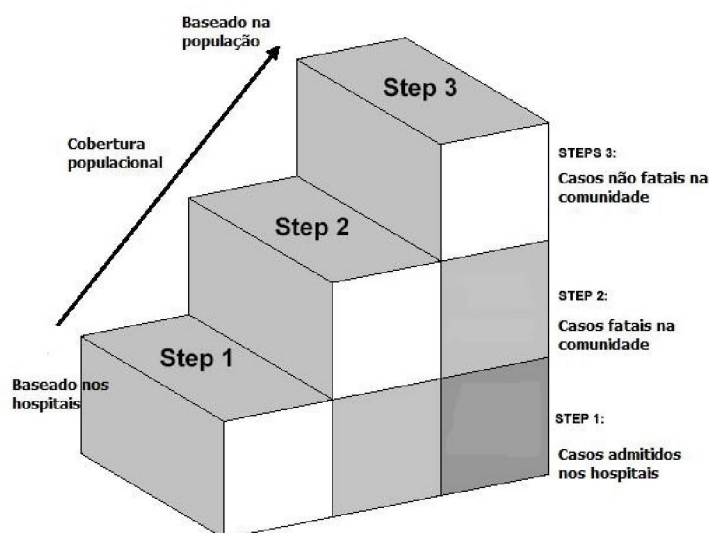 Baseado na
população
Step 3
Cobertura
populacional
STEPS 3:
Casos não fatais na
comunidade
Step 2
STEP 2:
Casos fatais na
comunidade
Step 1
Baseado nos
hospitais
STEP 1:
Casos admitidos
nos hospitais